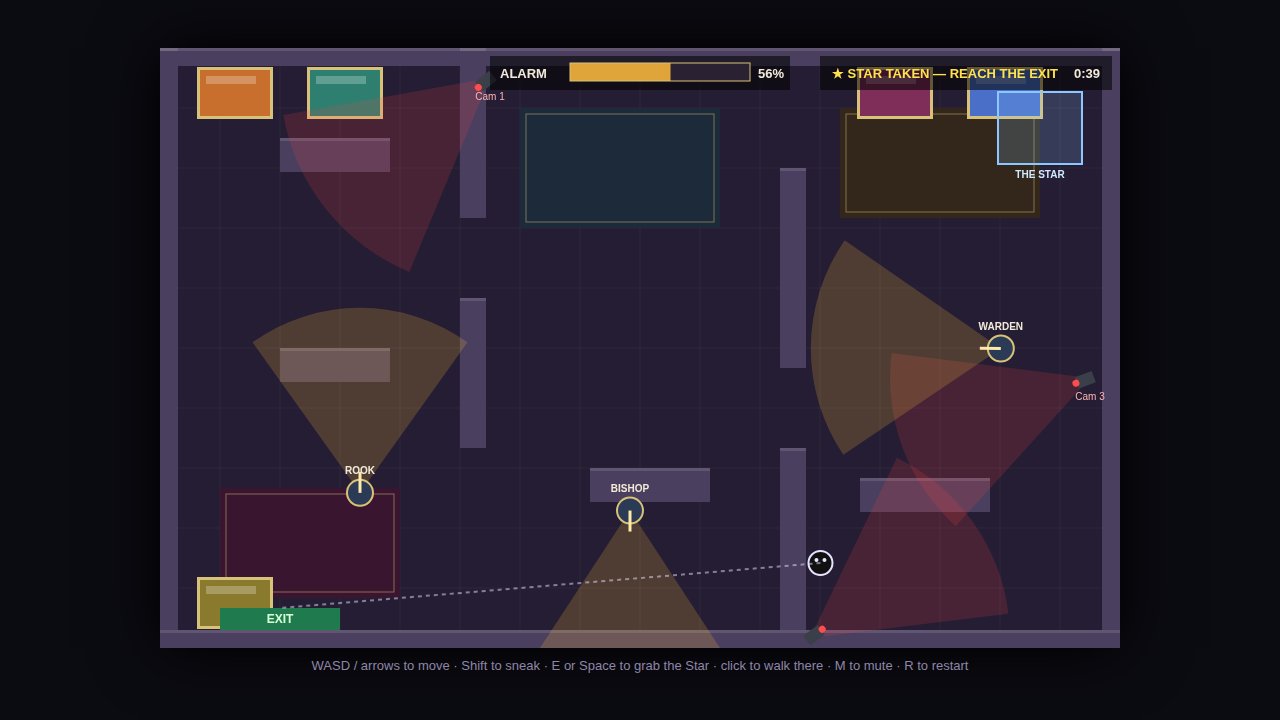 ALARM 56% ★ STAR TAKEN — REACH THE EXIT 0:39
Cam 1
THE STAR
WARDEN
Cam 3
ROOK
BISHOP
EXIT
WASD / arrows to move · Shift to sneak · E or Space to grab the Star · click to walk there · M to mute · R to restart